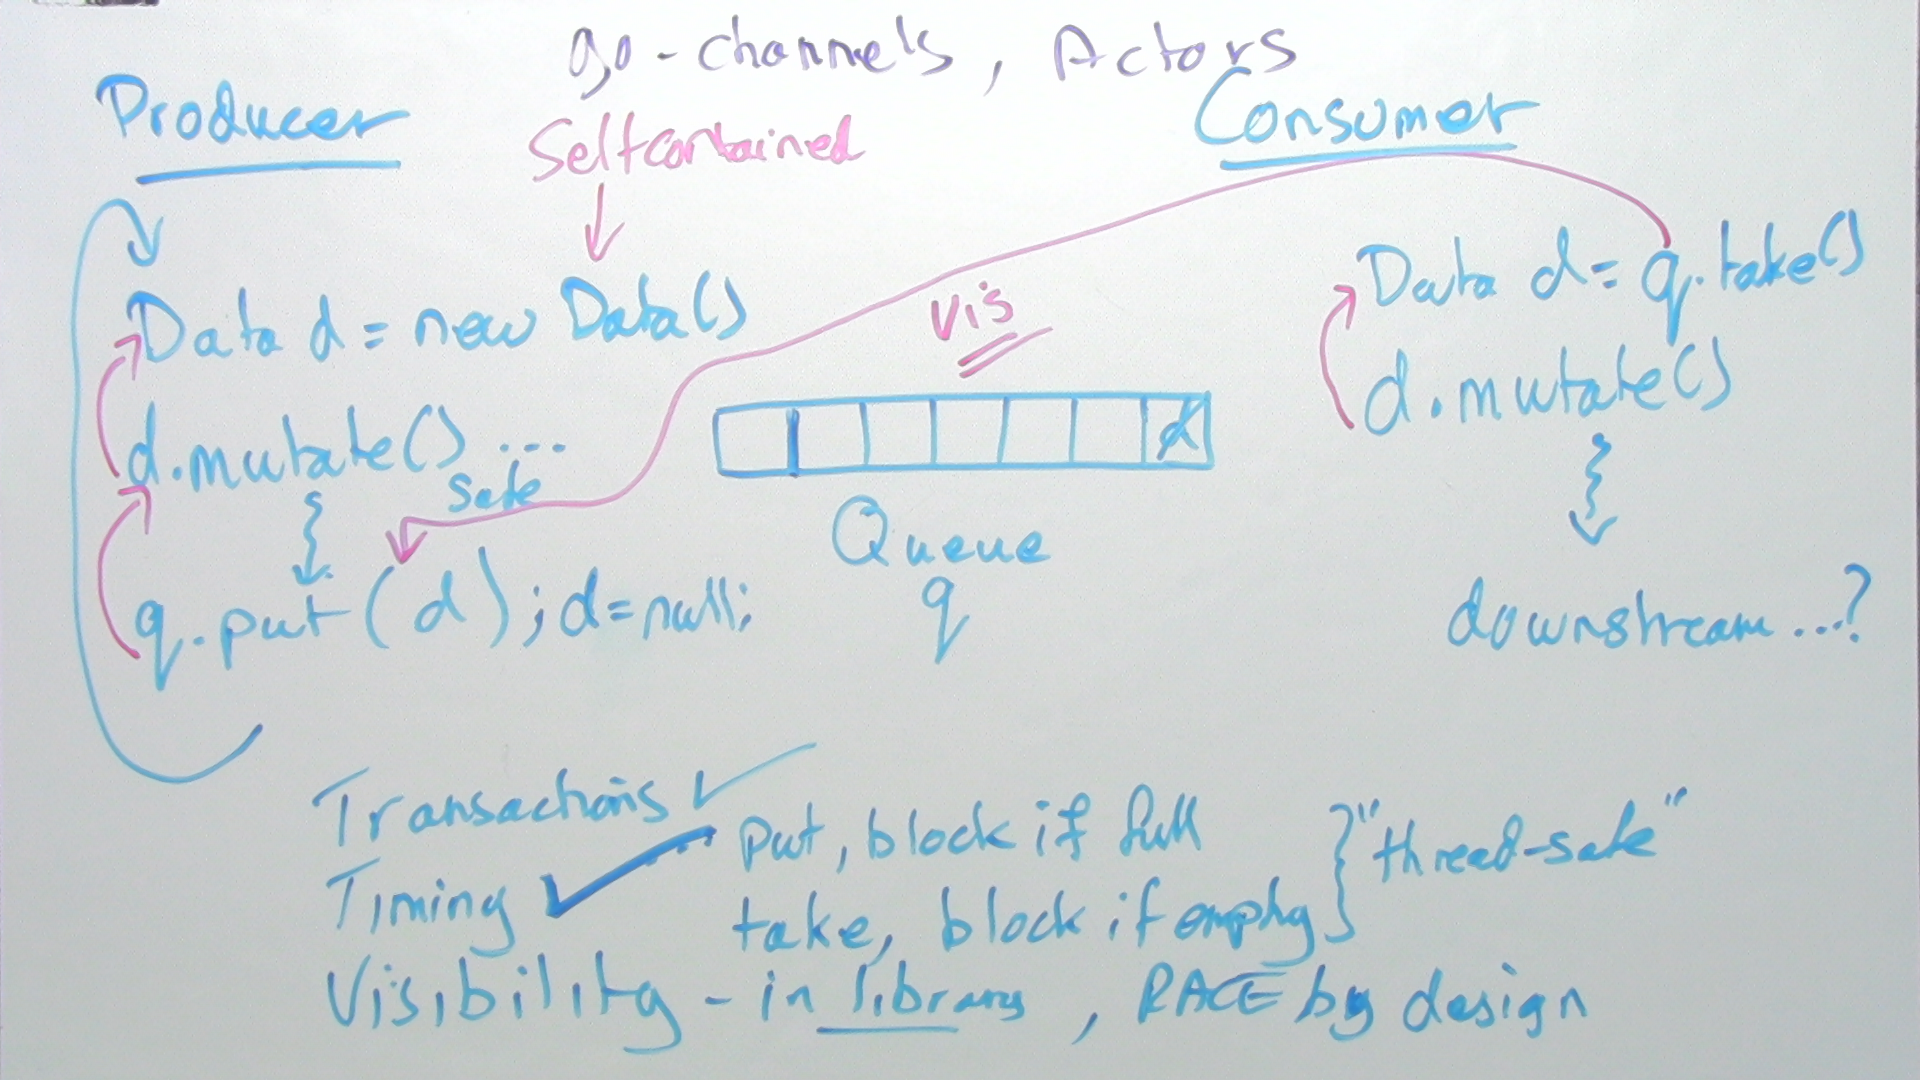 go-channels, Actors
Producer
Selfcontained
Consumer
Data d = new Data()
d.mutate() ...
safe
q.put(d); d=null;
Vis
d
Queue
q
Data d = q.take()
d.mutate()
downstream...?
Transactions ✓
Timing ✓
put, block if full
take, block if empty
} "thread-safe"
Visibility - in library, RACE by design